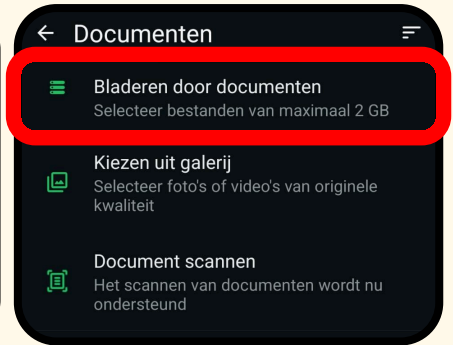 Documenten
Bladeren door documenten
Selecteer bestanden van maximaal 2 GB
Kiezen uit galerij
Selecteer foto's of video's van originele
kwaliteit
Document scannen
Het scannen van documenten wordt nu
ondersteund